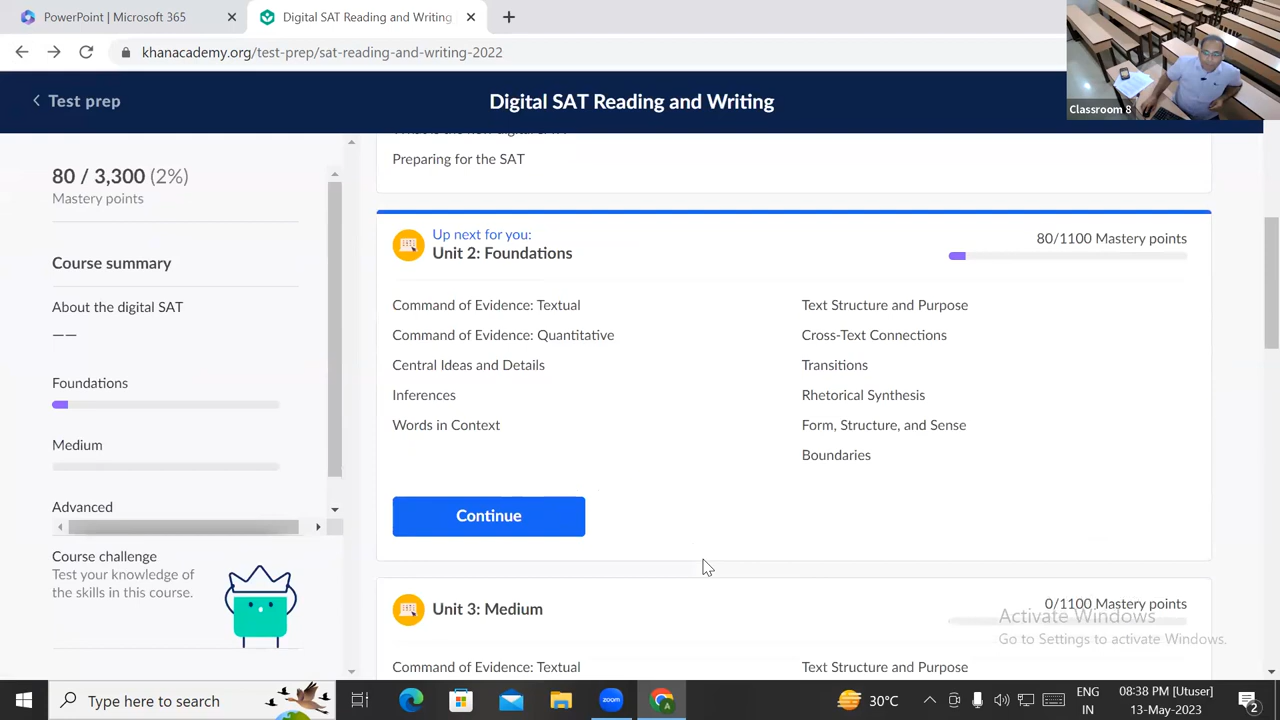 PowerPoint | Microsoft 365
Digital SAT Reading and Writing
khanacademy.org/test-prep/sat-reading-and-writing-2022
Classroom 8
Test prep
Digital SAT Reading and Writing
80 / 3,300 (2%)
Mastery points
Course summary
About the digital SAT
——
Foundations
Medium
Advanced
Course challenge
Test your knowledge of
the skills in this course.
Preparing for the SAT
Up next for you:
Unit 2: Foundations
80/1100 Mastery points
Command of Evidence: Textual
Command of Evidence: Quantitative
Central Ideas and Details
Inferences
Words in Context
Text Structure and Purpose
Cross-Text Connections
Transitions
Rhetorical Synthesis
Form, Structure, and Sense
Boundaries
Continue
Unit 3: Medium
0/1100 Mastery points
Command of Evidence: Textual
Text Structure and Purpose
Activate Windows
Go to Settings to activate Windows.
Type here to search
zoom
A
30°C
ENG
IN
08:38 PM [Utuser]
13-May-2023
2